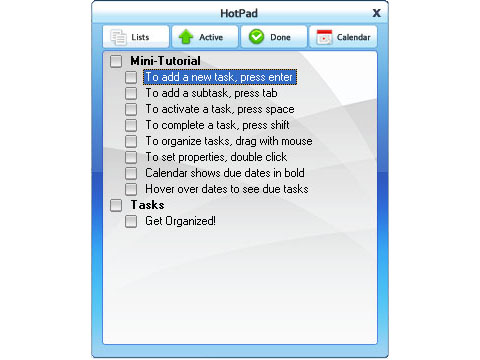 HotPad X
Lists Active Done Calendar
Mini-Tutorial
To add a new task, press enter
To add a subtask, press tab
To activate a task, press space
To complete a task, press shift
To organize tasks, drag with mouse
To set properties, double click
Calendar shows due dates in bold
Hover over dates to see due tasks
Tasks
Get Organized!